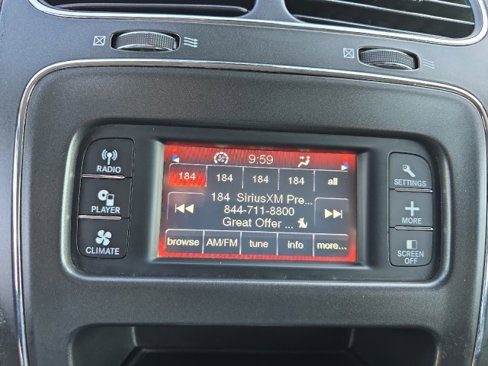 9:59
184 184 184 184 all
RADIO
PLAYER
CLIMATE
184 SiriusXM Pre...
844-711-8800
Great Offer ...
browse AM/FM tune info more...
SETTINGS
MORE
SCREEN
OFF